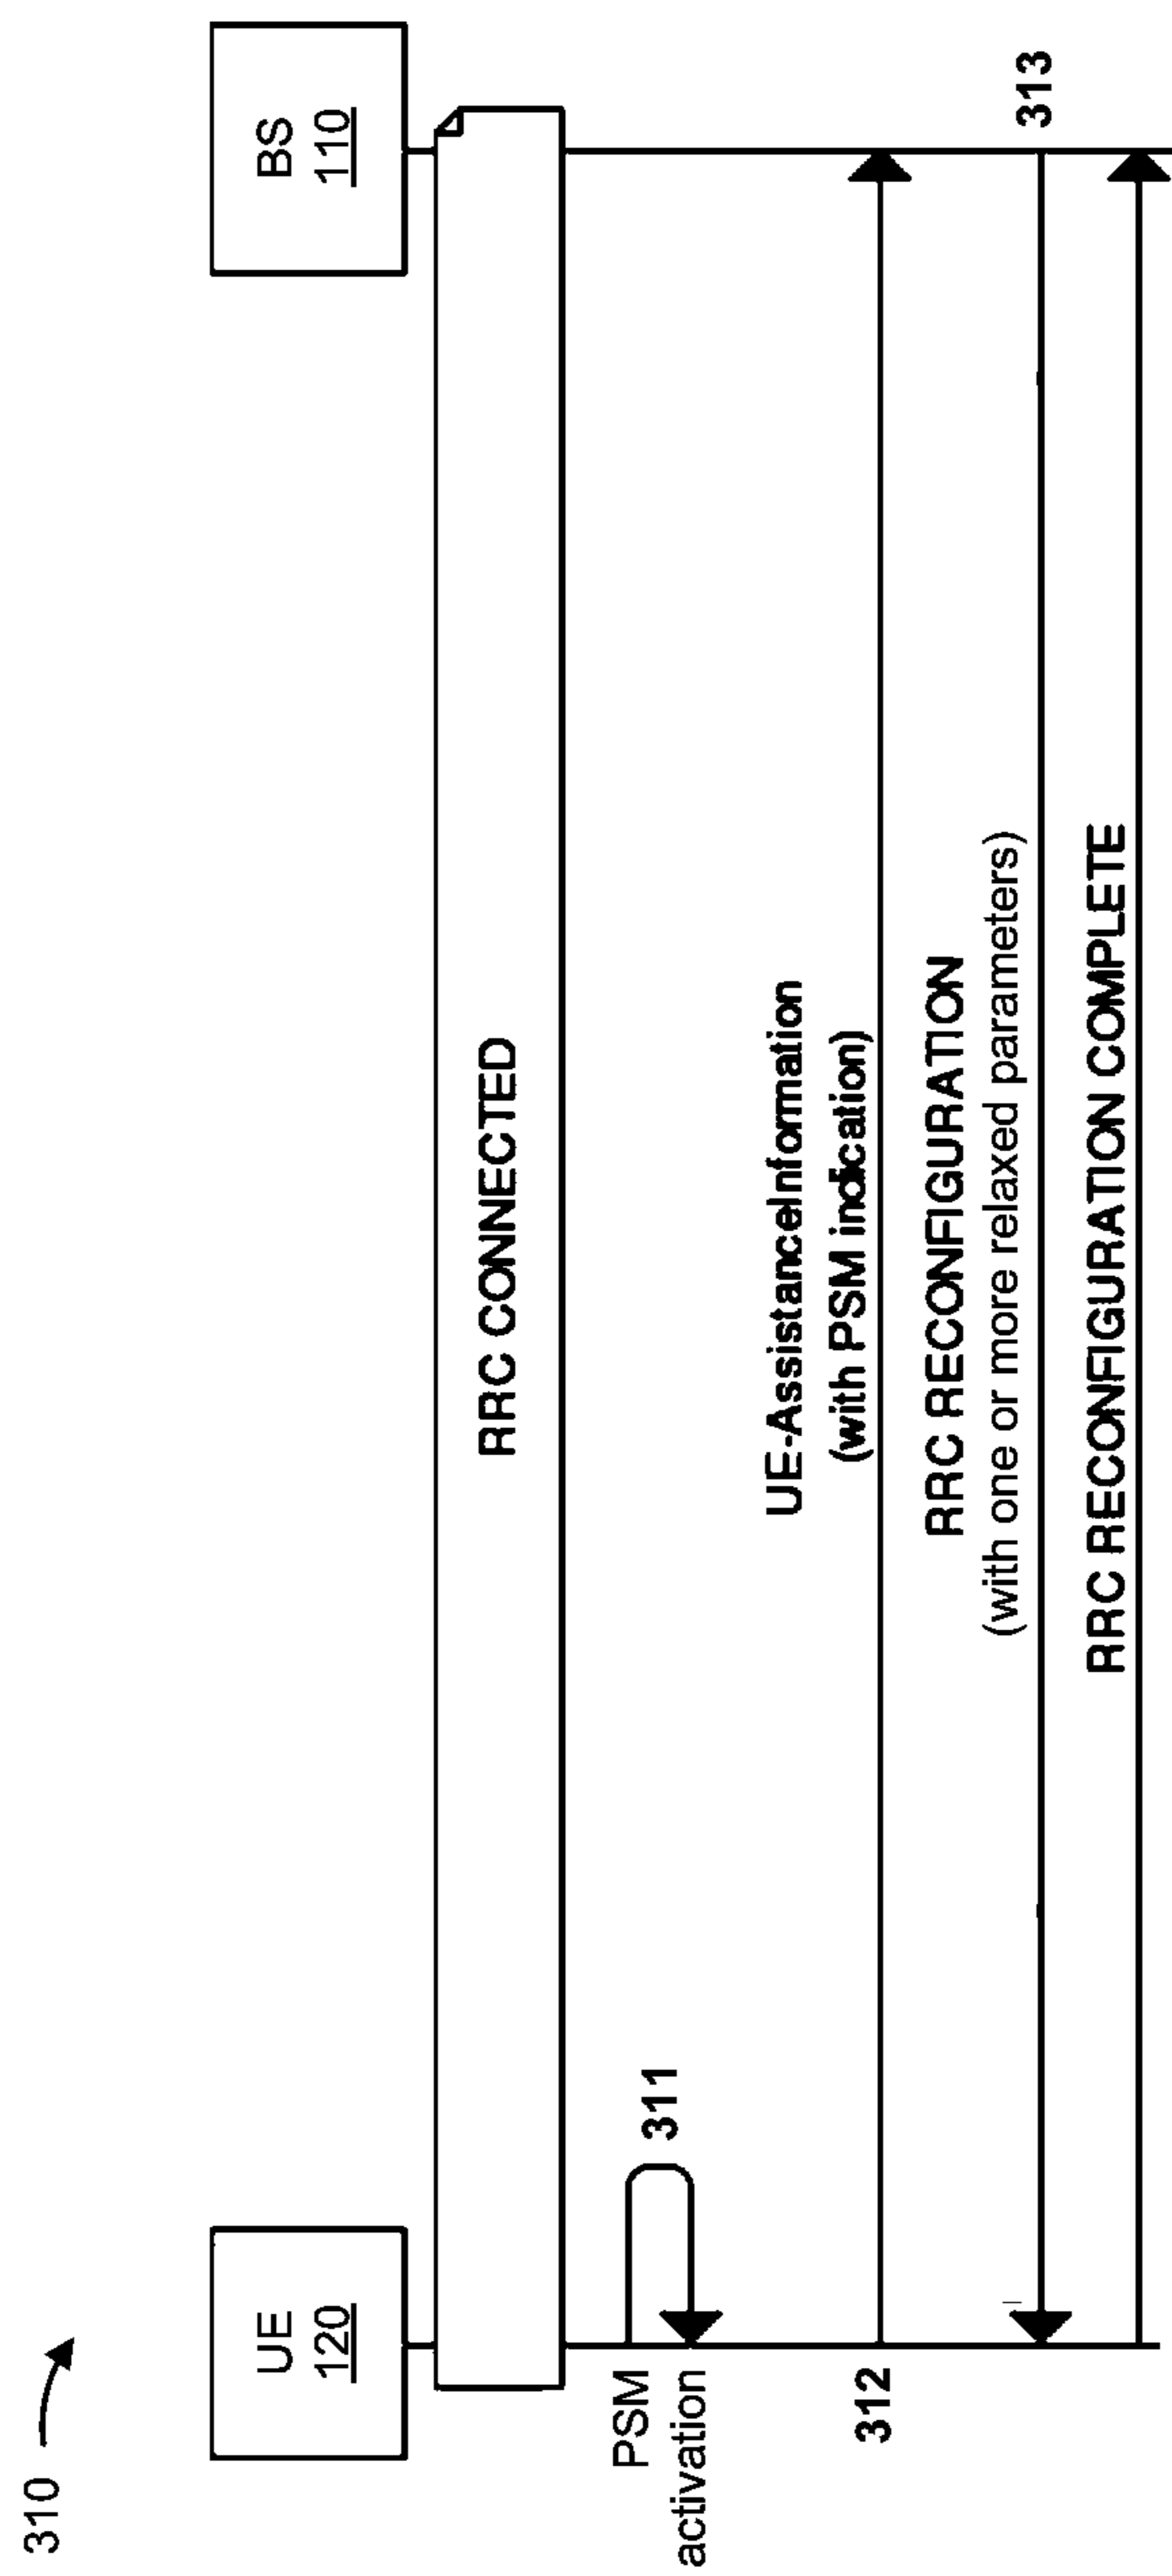 310
UE
120
BS
110
RRC CONNECTED
PSM
activation
311
UE-AssistanceInformation
(with PSM indication)
312
RRC RECONFIGURATION
(with one or more relaxed parameters)
313
RRC RECONFIGURATION COMPLETE